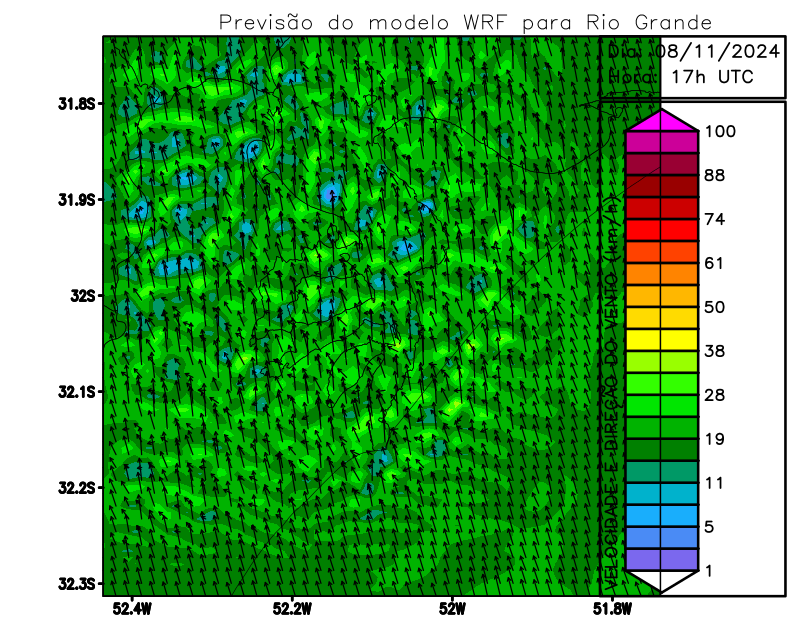 Previsão do modelo WRF para Rio Grande
Dia: 08/11/2024
Hora: 17h UTC
31.8S
31.9S
32S
32.1S
32.2S
32.3S
52.4W
52.2W
52W
51.8W
VELOCIDADE E DIREÇÃO DO VENTO (km/h)
100
88
74
61
50
38
28
19
11
5
1